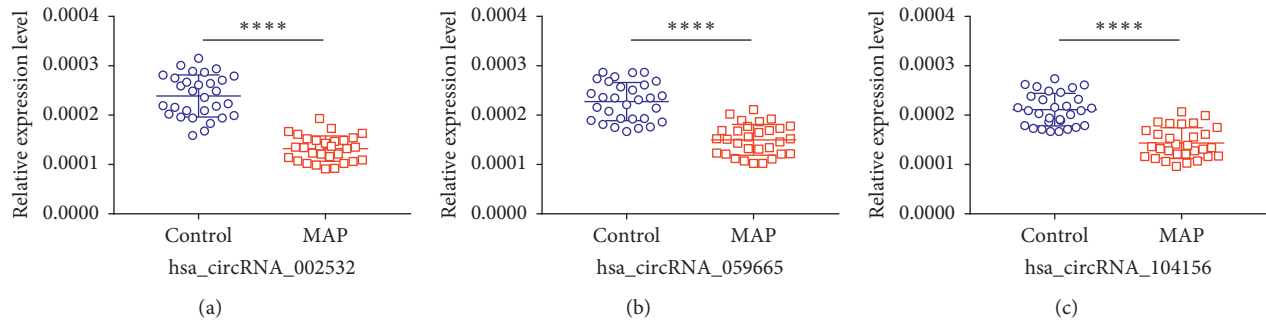 Relative expression level
0.0004
0.0003
0.0002
0.0001
0.0000
****
Control
MAP
hsa_circRNA_002532
(a)
Relative expression level
0.0004
0.0003
0.0002
0.0001
0.0000
****
Control
MAP
hsa_circRNA_059665
(b)
Relative expression level
0.0004
0.0003
0.0002
0.0001
0.0000
****
Control
MAP
hsa_circRNA_104156
(c)